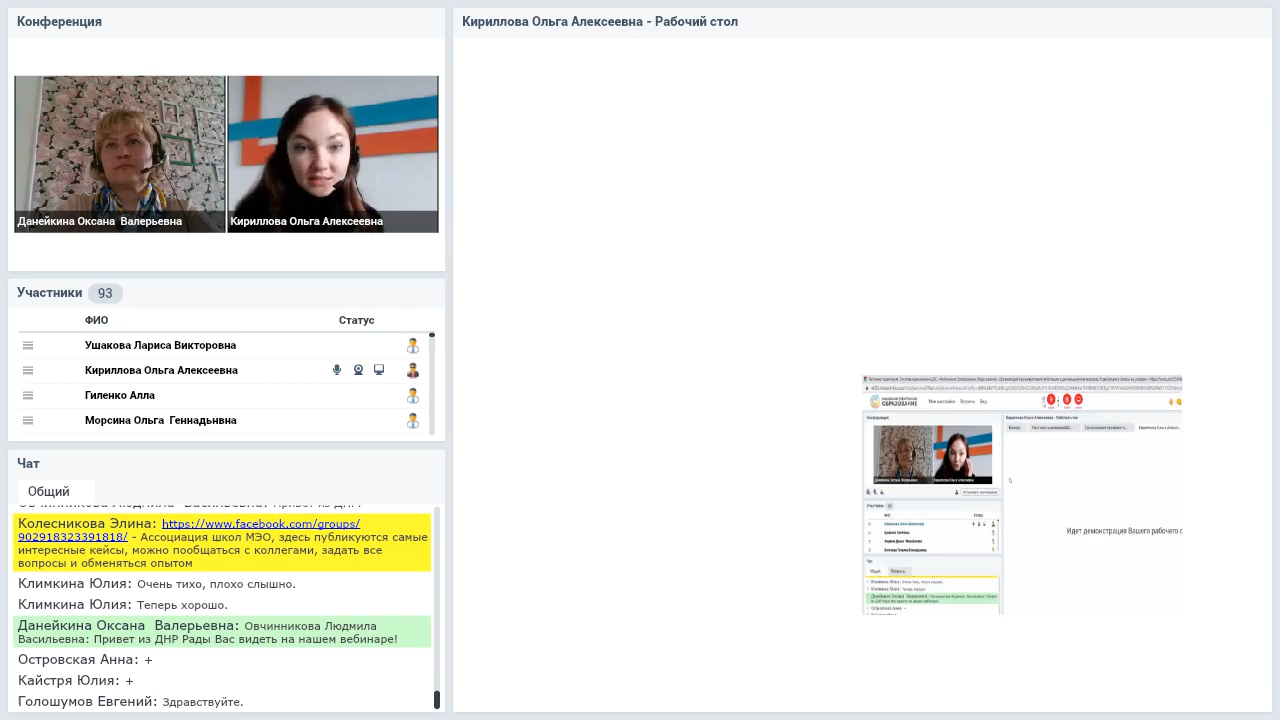 Конференция
Данейкина Оксана Валерьевна
Кириллова Ольга Алексеевна
Участники 93
ФИО Статус
Ушакова Лариса Викторовна
Кириллова Ольга Алексеевна
Гиленко Алла
Морсина Ольга Геннадьнвна
Чат
Общий
Колесникова Элина: https://www.facebook.com/groups/
902918323391818/ - Ассоциация школ МЭО, здесь публикуются самые
интересные кейсы, можно пообщаться с коллегами, задать все
вопросы и обменяться опытом
Климкина Юлия: Очень тихо, плохо слышно.
Климкина Юлия: Теперь хорошо.
Данейкина Оксана Валерьевна: Овчинникова Людмила
Васильевна: Привет из ДНР Рады Вас видеть на нашем вебинаре!
Островская Анна: +
Кайстря Юлия: +
Голошумов Евгений: Здравствуйте.
Кириллова Ольга Алексеевна - Рабочий стол
ОБРАЗОВАНИЕ
Конференция
Участники
Чат
Идет демонстрация Вашего рабочего с